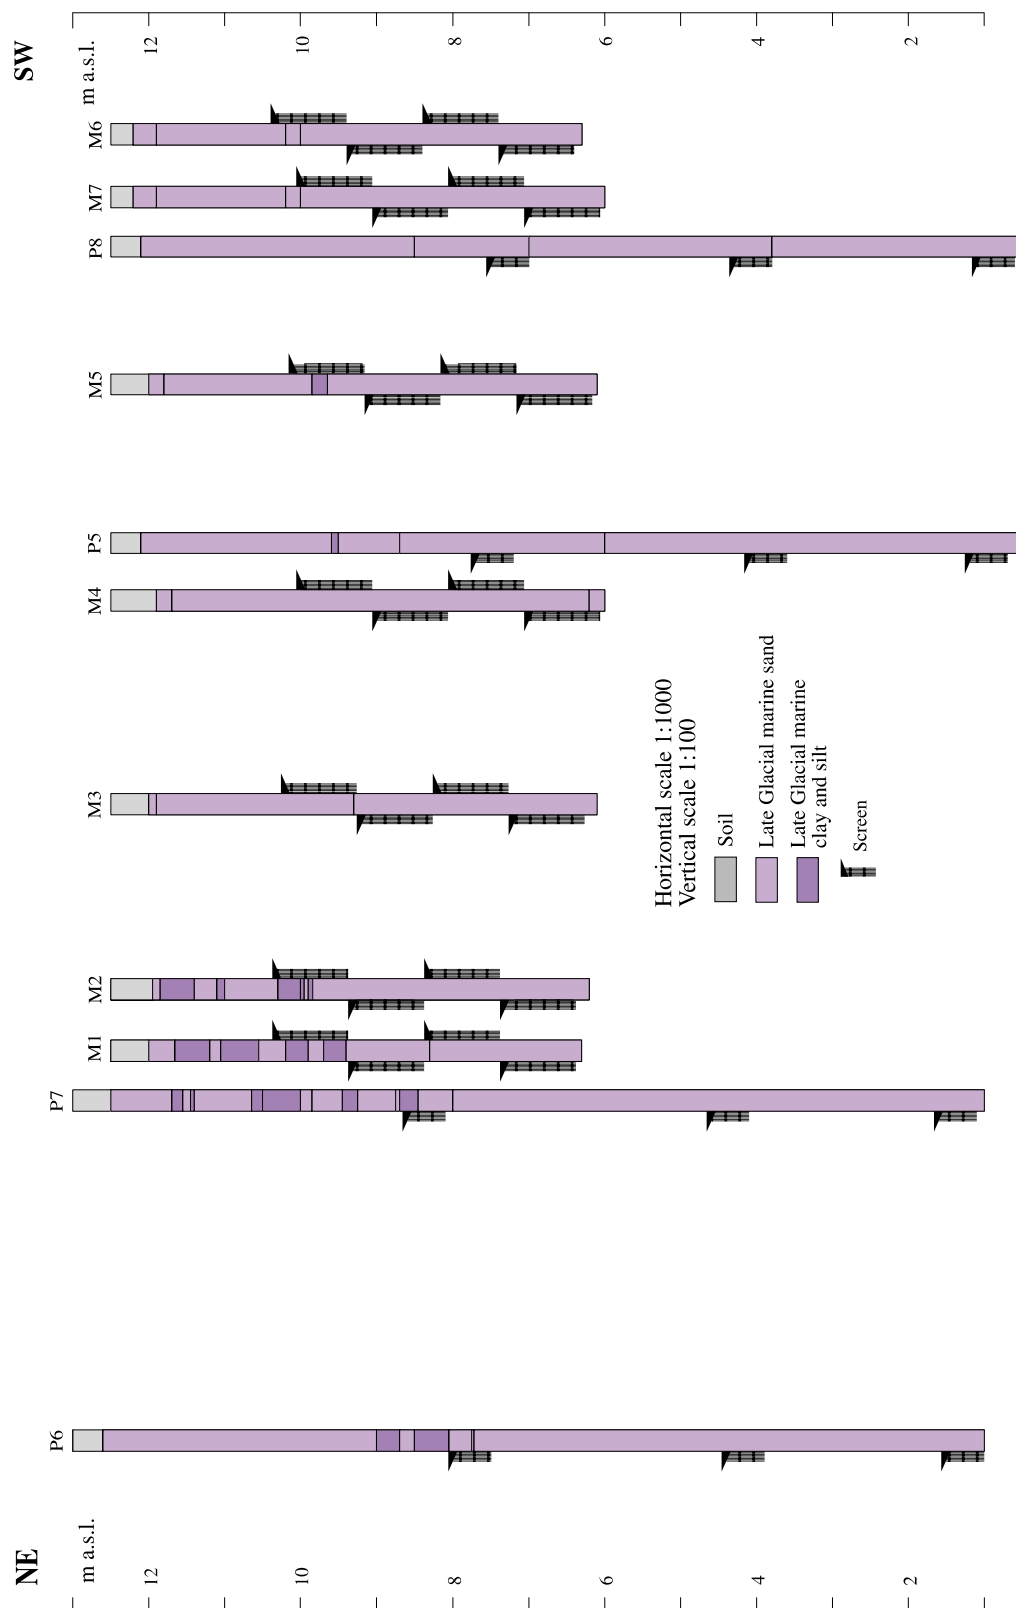 NE
SW
m a.s.l.
12
10
8
6
4
2
P6
P7
M1
M2
M3
M4
P5
M5
P8
M7
M6
m a.s.l.
12
10
8
6
4
2
Horizontal scale 1:1000
Vertical scale 1:100
Soil
Late Glacial marine sand
Late Glacial marine
clay and silt
Screen